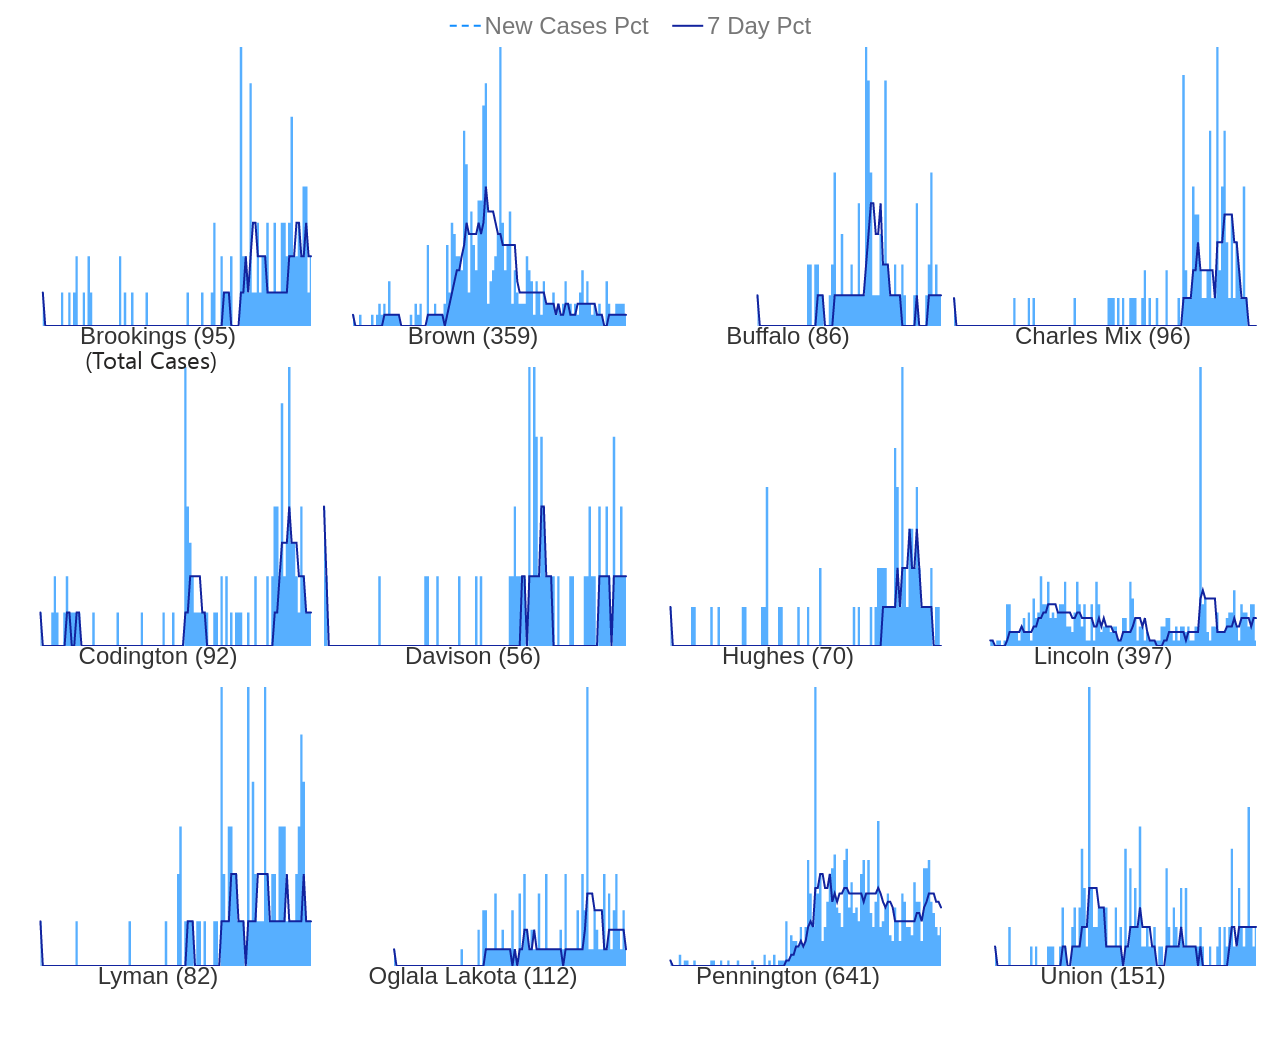 New Cases Pct 7 Day Pct
Brookings (95) Brown (359) Buffalo (86) Charles Mix (96)
(Total Cases)
Codington (92) Davison (56) Hughes (70) Lincoln (397)
Lyman (82) Oglala Lakota (112) Pennington (641) Union (151)